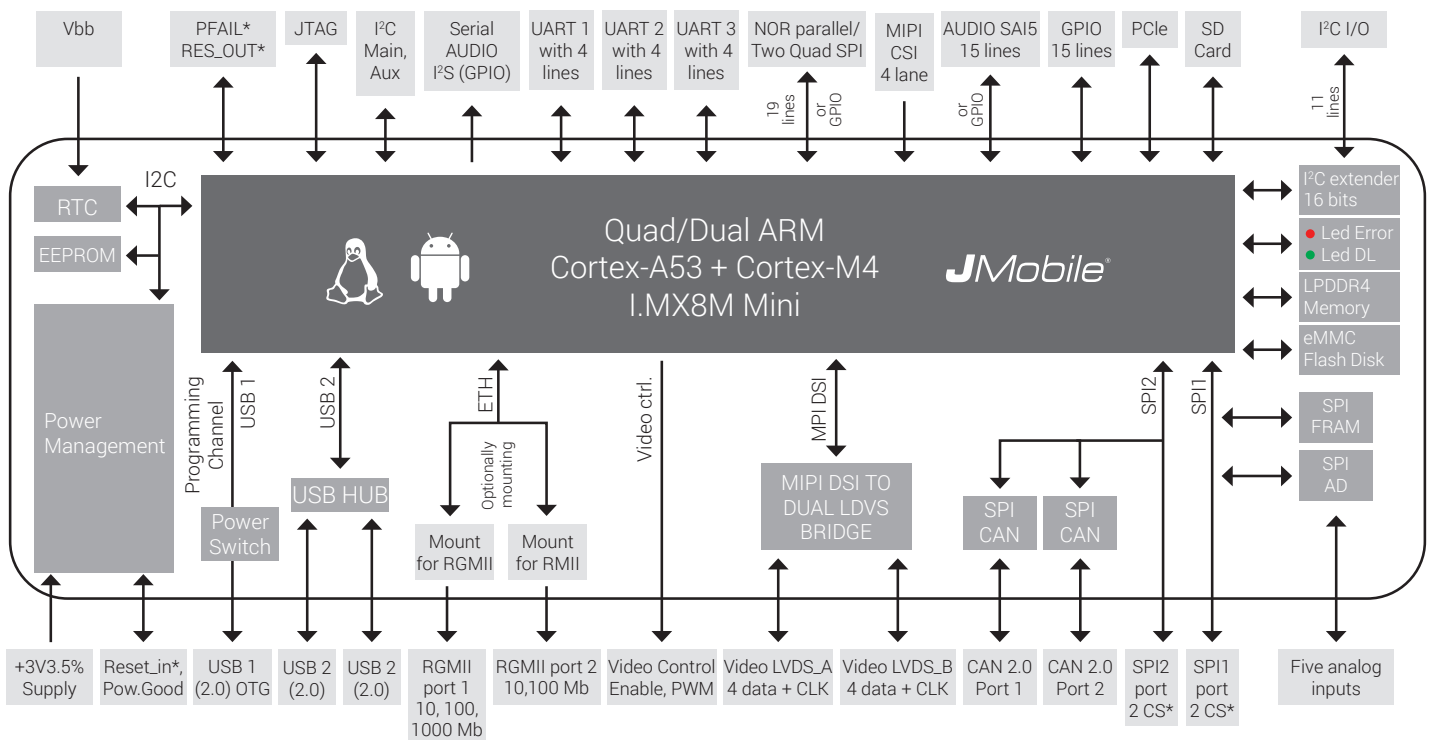 Vbb
PFAIL*
RES_OUT*
JTAG
I²C
Main,
Aux
Serial
AUDIO
I²S (GPIO)
UART 1
with 4
lines
UART 2
with 4
lines
UART 3
with 4
lines
NOR parallel/
Two Quad SPI
MIPI
CSI
4 lane
AUDIO SAI5
15 lines
GPIO
15 lines
PCIe
SD
Card
I²C I/O
19
lines
or
GPIO
or
GPIO
11
lines
I2C
RTC
EEPROM
Power
Management
Quad/Dual ARM
Cortex-A53 + Cortex-M4
I.MX8M Mini
JMobile®
I²C extender
16 bits
Led Error
Led DL
LPDDR4
Memory
eMMC
Flash Disk
SPI
FRAM
SPI
AD
Programming
Channel
USB 1
USB 2
ETH
Optionally
mounting
Video ctrl.
MPI DSI
SPI2
SPI1
Power
Switch
USB HUB
Mount
for RGMII
Mount
for RMII
MIPI DSI TO
DUAL LDVS
BRIDGE
SPI
CAN
SPI
CAN
+3V3.5%
Supply
Reset_in*,
Pow.Good
USB 1
(2.0) OTG
USB 2
(2.0)
USB 2
(2.0)
RGMII
port 1
10, 100,
1000 Mb
RGMII port 2
10,100 Mb
Video Control
Enable, PWM
Video LVDS_A
4 data + CLK
Video LVDS_B
4 data + CLK
CAN 2.0
Port 1
CAN 2.0
Port 2
SPI2
port
2 CS*
SPI1
port
2 CS*
Five analog
inputs